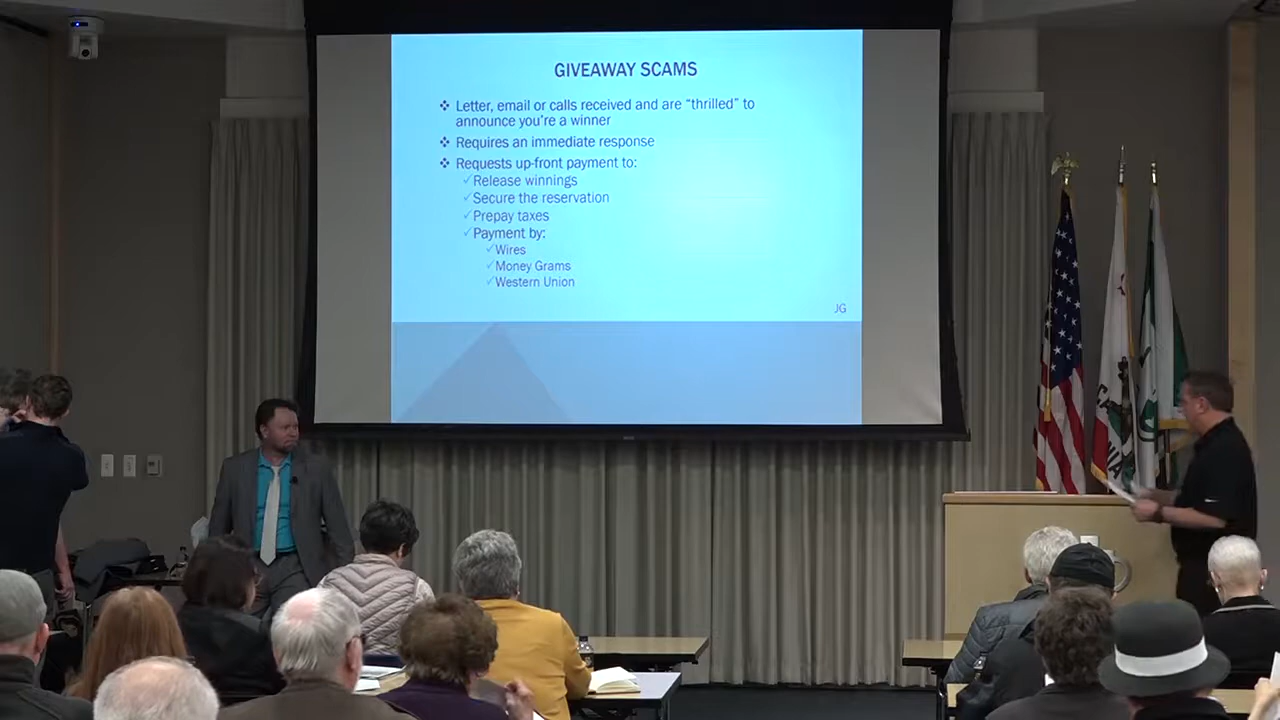 GIVEAWAY SCAMS
❖ Letter, email or calls received and are “thrilled” to
announce you’re a winner
❖ Requires an immediate response
❖ Requests up-front payment to:
✓Release winnings
✓Secure the reservation
✓Prepay taxes
✓Payment by:
✓Wires
✓Money Grams
✓Western Union
JG